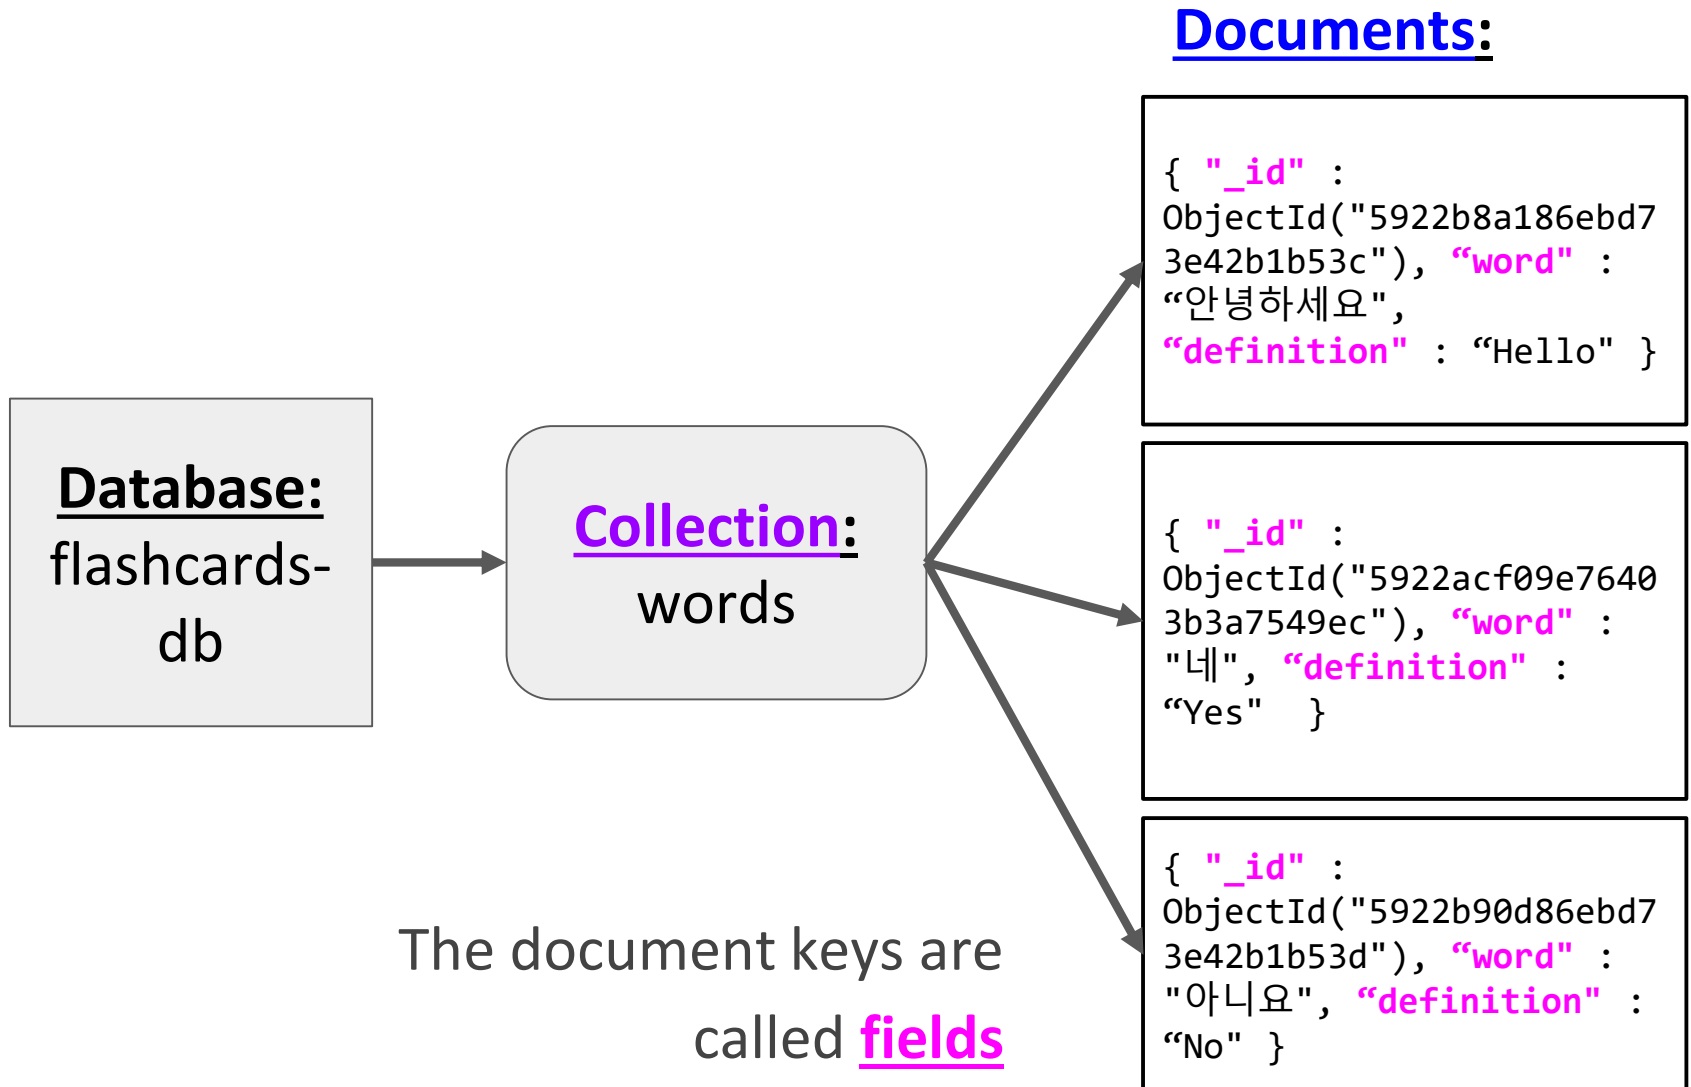 Documents:
{ "_id" :
ObjectId("5922b8a186ebd7
3e42b1b53c"), “word" :
“안녕하세요",
“definition" : “Hello" }
Database:
flashcards-
db
Collection:
words
{ "_id" :
ObjectId("5922acf09e7640
3b3a7549ec"), “word" :
"네", “definition" :
“Yes"  }
{ "_id" :
ObjectId("5922b90d86ebd7
3e42b1b53d"), “word" :
"아니요", “definition" :
“No" }
The document keys are
called fields